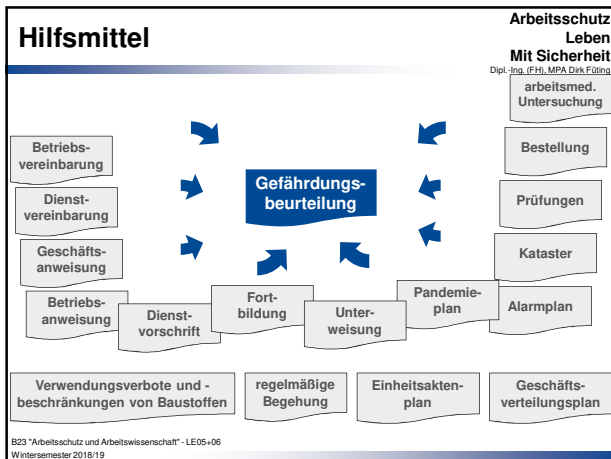 Hilfsmittel
Arbeitsschutz
Leben
Mit Sicherheit
Dipl.-Ing. (FH), MPA Dirk Füting
arbeitsmed.
Untersuchung
Betriebs-
vereinbarung
Bestellung
Gefährdungs-
beurteilung
Dienst-
vereinbarung
Prüfungen
Geschäfts-
anweisung
Kataster
Betriebs-
anweisung
Dienst-
vorschrift
Fort-
bildung
Unter-
weisung
Pandemie-
plan
Alarmplan
Verwendungsverbote und -
beschränkungen von Baustoffen
regelmäßige
Begehung
Einheitsakten-
plan
Geschäfts-
verteilungsplan
B23 "Arbeitsschutz und Arbeitswissenschaft" - LE05+06
Wintersemester 2018/19